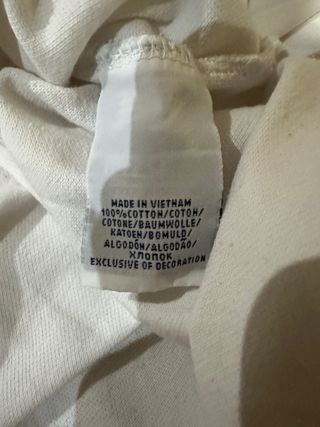 MADE IN VIETNAM
100%COTTON/COTON/
COTONE/BAUMWOLLE/
KATOEN/BOMULD/
ALGODÓN/ALGODÃO/
ХЛОПОК
EXCLUSIVE OF DECORATION